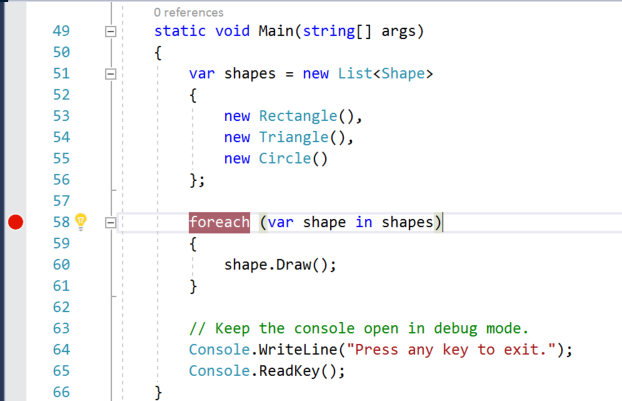 0 references
49 static void Main(string[] args)
50 {
51 var shapes = new List<Shape>
52 {
53 new Rectangle(),
54 new Triangle(),
55 new Circle()
56 };
57
58 foreach (var shape in shapes)
59 {
60 shape.Draw();
61 }
62
63 // Keep the console open in debug mode.
64 Console.WriteLine("Press any key to exit.");
65 Console.ReadKey();
66 }